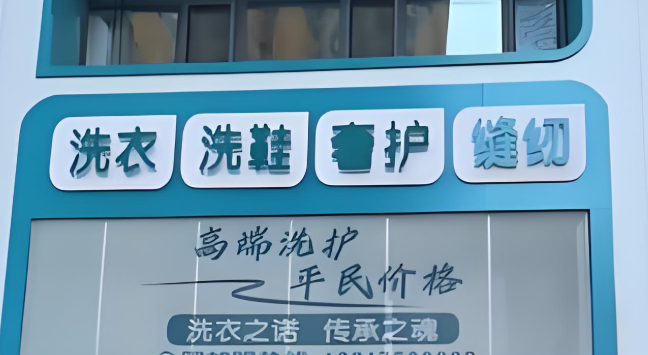 洗衣 洗鞋 奢护 缝纫
高端洗护
平民价格
洗衣之诺 传承之魂